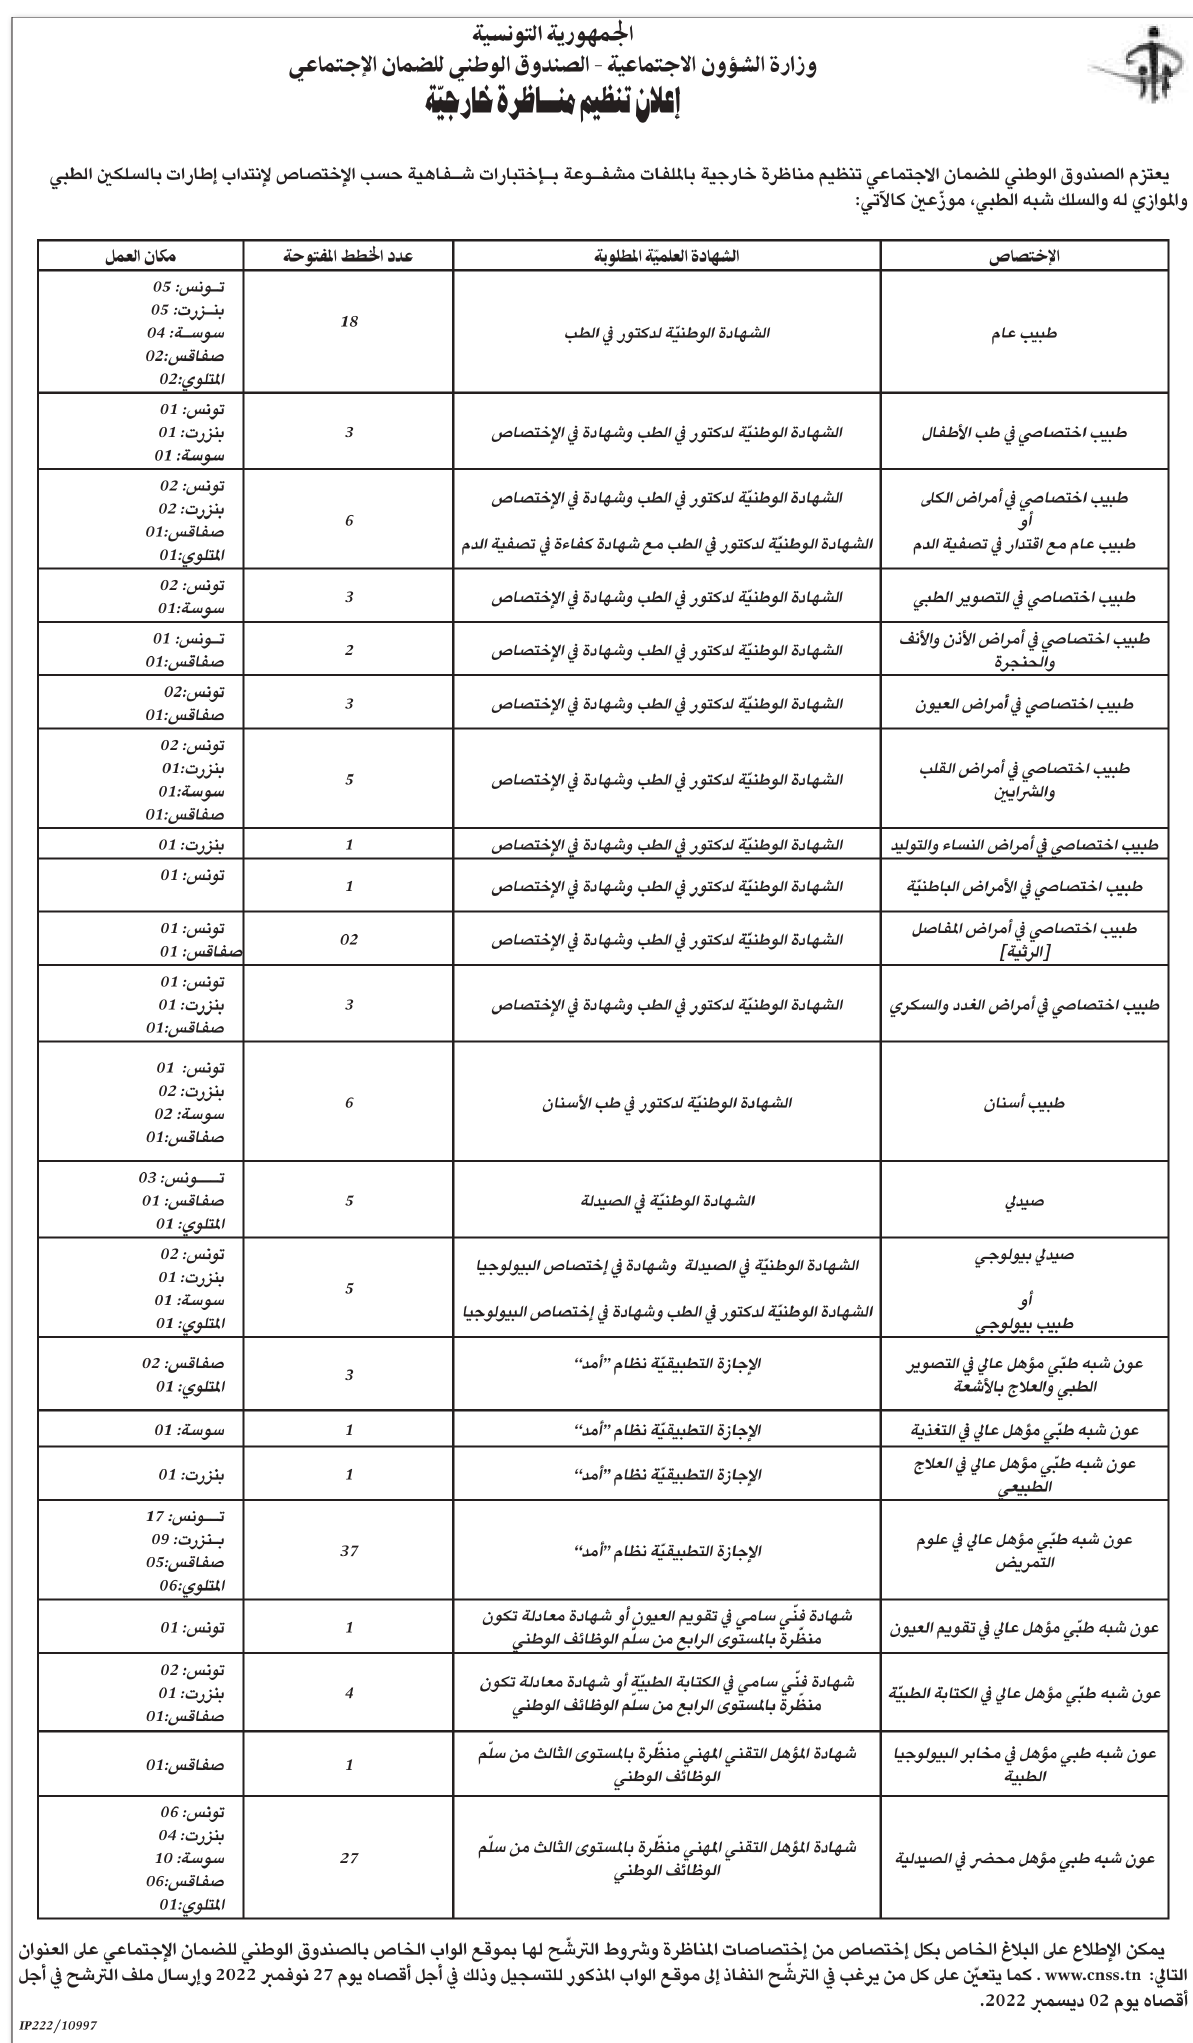 الجمهورية التونسية
وزارة الشؤون الاجتماعية - الصندوق الوطني للضمان الإجتماعي
إعلان تنظيم منـــاظرة خارجيّة
يعتزم الصندوق الوطني للضمان الاجتماعي تنظيم مناظرة خارجية بالملفات مشفــوعة بــإختبارات شــفاهية حسب الإختصاص لإنتداب إطارات بالسلكين الطبي
والموازي له والسلك شبه الطبي، موزّعين كالآتي:
الإختصاص الشهادة العلميّة المطلوبة عدد الخطط المفتوحة مكان العمل
طبيب عام الشهادة الوطنيّة لدكتور في الطب 18
تــونس: 05
بنــزرت: 05
سوســة: 04
صفاقس:02
المتلوي:02
طبيب اختصاصي في طب الأطفال الشهادة الوطنيّة لدكتور في الطب وشهادة في الإختصاص 3
تونس: 01
بنزرت: 01
سوسة: 01
طبيب اختصاصي في أمراض الكلى
أو
طبيب عام مع اقتدار في تصفية الدم
الشهادة الوطنيّة لدكتور في الطب وشهادة في الإختصاص
الشهادة الوطنيّة لدكتور في الطب مع شهادة كفاءة في تصفية الدم
6
تونس: 02
بنزرت: 02
صفاقس:01
المتلوي:01
طبيب اختصاصي في التصوير الطبي الشهادة الوطنيّة لدكتور في الطب وشهادة في الإختصاص 3
تونس: 02
سوسة:01
طبيب اختصاصي في أمراض الأذن والأنف
والحنجرة
الشهادة الوطنيّة لدكتور في الطب وشهادة في الإختصاص 2
تــونس: 01
صفاقس:01
طبيب اختصاصي في أمراض العيون الشهادة الوطنيّة لدكتور في الطب وشهادة في الإختصاص 3
تونس:02
صفاقس:01
طبيب اختصاصي في أمراض القلب
والشرايين
الشهادة الوطنيّة لدكتور في الطب وشهادة في الإختصاص 5
تونس: 02
بنزرت:01
سوسة:01
صفاقس:01
طبيب اختصاصي في أمراض النساء والتوليد الشهادة الوطنيّة لدكتور في الطب وشهادة في الإختصاص 1 بنزرت: 01
طبيب اختصاصي في الأمراض الباطنيّة الشهادة الوطنيّة لدكتور في الطب وشهادة في الإختصاص 1 تونس: 01
طبيب اختصاصي في أمراض المفاصل
[الرثية]
الشهادة الوطنيّة لدكتور في الطب وشهادة في الإختصاص 02
تونس: 01
صفاقس: 01
طبيب اختصاصي في أمراض الغدد والسكري الشهادة الوطنيّة لدكتور في الطب وشهادة في الإختصاص 3
تونس: 01
بنزرت: 01
صفاقس:01
طبيب أسنان الشهادة الوطنيّة لدكتور في طب الأسنان 6
تونس: 01
بنزرت: 02
سوسة: 02
صفاقس:01
صيدلي الشهادة الوطنيّة في الصيدلة 5
تــــونس: 03
صفاقس: 01
المتلوي: 01
صيدلي بيولوجي
أو
طبيب بيولوجي
الشهادة الوطنيّة في الصيدلة وشهادة في إختصاص البيولوجيا
الشهادة الوطنيّة لدكتور في الطب وشهادة في إختصاص البيولوجيا
5
تونس: 02
بنزرت: 01
سوسة: 01
المتلوي: 01
عون شبه طبّي مؤهل عالي في التصوير
الطبي والعلاج بالأشعة
الإجازة التطبيقيّة نظام ”أمد“ 3
صفاقس: 02
المتلوي: 01
عون شبه طبّي مؤهل عالي في التغذية الإجازة التطبيقيّة نظام ”أمد“ 1 سوسة: 01
عون شبه طبّي مؤهل عالي في العلاج
الطبيعي
الإجازة التطبيقيّة نظام ”أمد“ 1 بنزرت: 01
عون شبه طبّي مؤهل عالي في علوم
التمريض
الإجازة التطبيقيّة نظام ”أمد“ 37
تـــونس: 17
بــنزرت: 09
صفاقس:05
المتلوي:06
عون شبه طبّي مؤهل عالي في تقويم العيون
شهادة فنّي سامي في تقويم العيون أو شهادة معادلة تكون
منظّرة بالمستوى الرابع من سلّم الوظائف الوطني
1 تونس: 01
عون شبه طبّي مؤهل عالي في الكتابة الطبيّة
شهادة فنّي سامي في الكتابة الطبيّة أو شهادة معادلة تكون
منظّرة بالمستوى الرابع من سلّم الوظائف الوطني
4
تونس: 02
بنزرت: 01
صفاقس:01
عون شبه طبي مؤهل في مخابر البيولوجيا
الطبية
شهادة المؤهل التقني المهني منظّرة بالمستوى الثالث من سلّم
الوظائف الوطني
1 صفاقس:01
عون شبه طبي مؤهل محضر في الصيدلية
شهادة المؤهل التقني المهني منظّرة بالمستوى الثالث من سلّم
الوظائف الوطني
27
تونس: 06
بنزرت: 04
سوسة: 10
صفاقس:06
المتلوي:01
يمكن الإطلاع على البلاغ الخاص بكل إختصاص من إختصاصات المناظرة وشروط الترشّح لها بموقع الواب الخاص بالصندوق الوطني للضمان الإجتماعي على العنوان
التالي: www.cnss.tn . كما يتعيّن على كل من يرغب في الترشّح النفاذ إلى موقع الواب المذكور للتسجيل وذلك في أجل أقصاه يوم 27 نوفمبر 2022 وإرسال ملف الترشح في أجل
أقصاه يوم 02 ديسمبر 2022.
IP222/10997